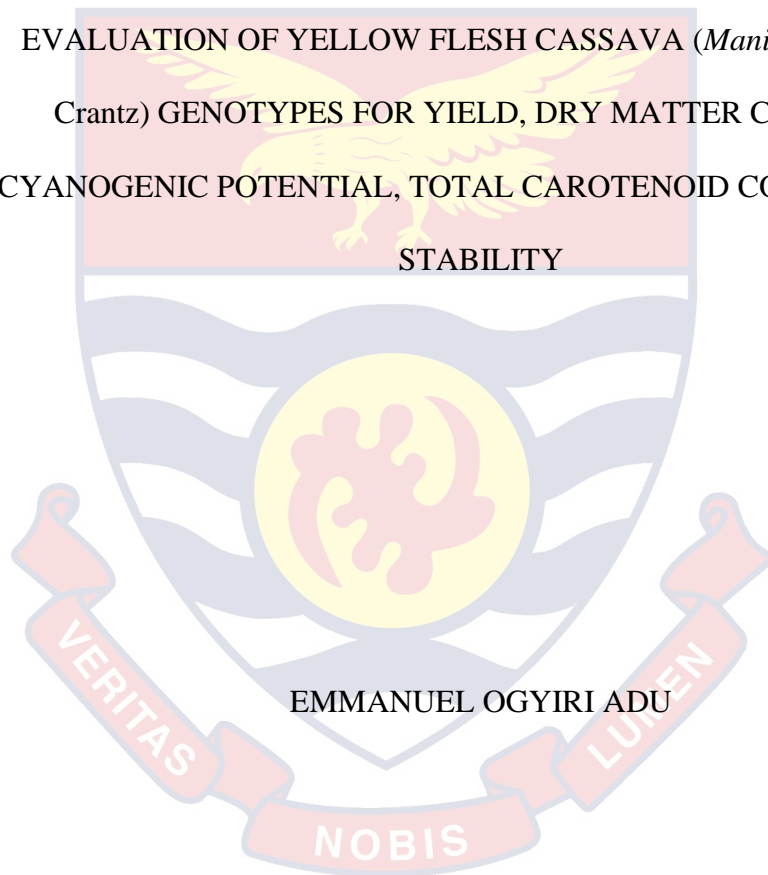 EVALUATION OF YELLOW FLESH CASSAVA (Mani
Crantz) GENOTYPES FOR YIELD, DRY MATTER C
CYANOGENIC POTENTIAL, TOTAL CAROTENOID CO
STABILITY
EMMANUEL OGYIRI ADU
VERITAS
NOBIS
LUMEN